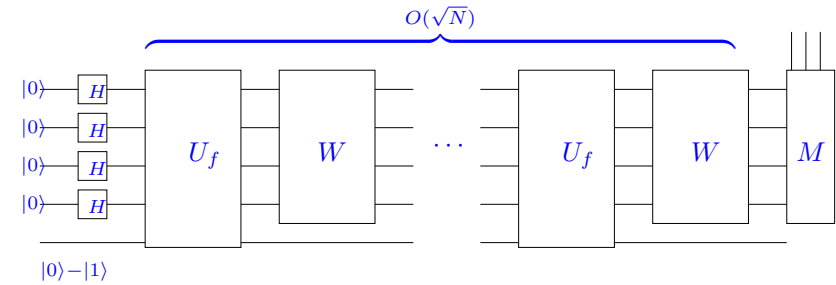 O(√N)
|0⟩ H
|0⟩ H
|0⟩ H
|0⟩ H
U_f W ... U_f W M
|0⟩−|1⟩